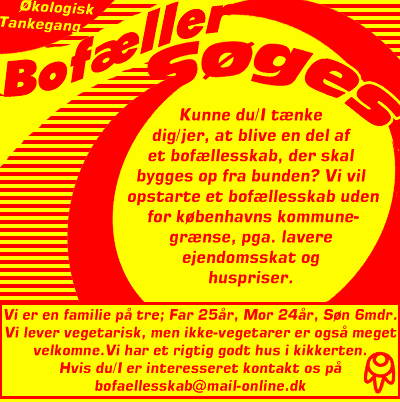 Økologisk
Tankegang
Bofæller
søges
Kunne du/I tænke
dig/jer, at blive en del af
et bofællesskab, der skal
bygges op fra bunden? Vi vil
opstarte et bofællesskab uden
for københavns kommune-
grænse, pga. lavere
ejendomsskat og
huspriser.
Vi er en familie på tre; Far 25år, Mor 24år, Søn 6mdr.
Vi lever vegetarisk, men ikke-vegetarer er også meget
velkomne.Vi har et rigtig godt hus i kikkerten.
Hvis du/I er interesseret kontakt os på
bofaellesskab@mail-online.dk